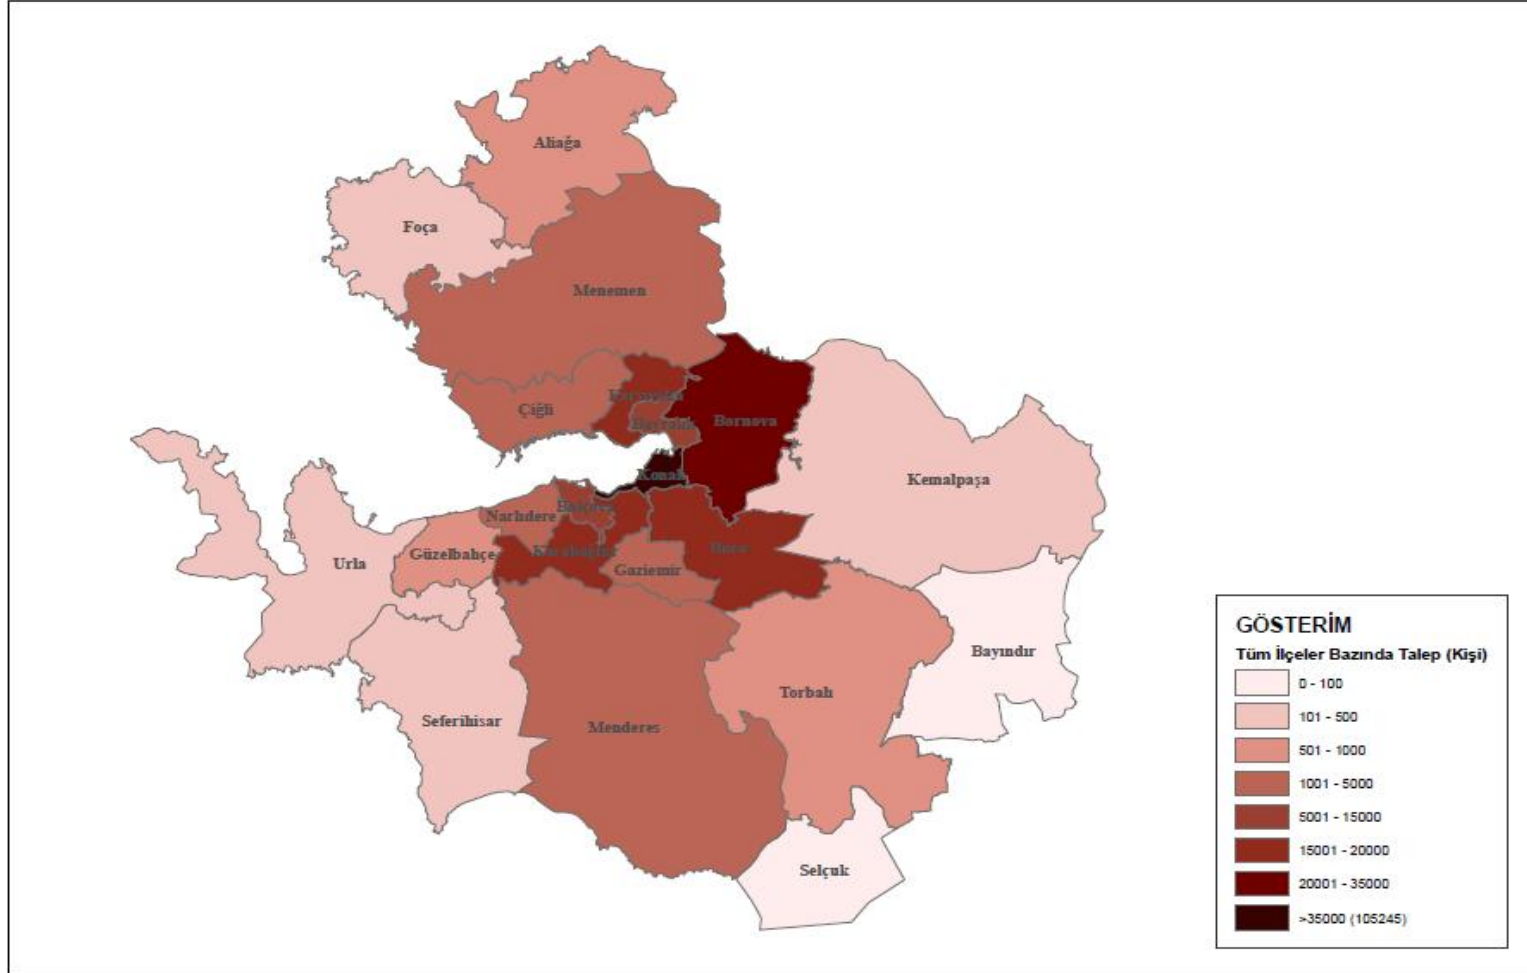 Aliağa
Foça
Menemen
Çiğli
Bornova
Konak
Kemalpaşa
Narlıdere
Güzelbahçe
Urla
Buca
Gaziemir
Bayındır
Torbalı
Seferihisar
Menderes
Selçuk
GÖSTERİM
Tüm İlçeler Bazında Talep (Kişi)
0 - 100
101 - 500
501 - 1000
1001 - 5000
5001 - 15000
15001 - 20000
20001 - 35000
>35000 (105245)